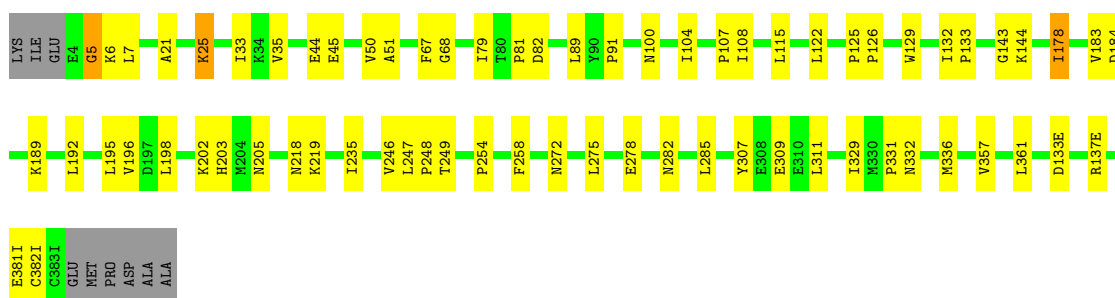 LYS ILE GLU E4 G5 K6 L7 A21 K25 I33 K34 V35 E44 E45 V50 A51 F67 G68 I79 T80 P81 D82 L89 Y90 P91 N100 I104 P107 I108 L115 L122 P125 P126 W129 I132 P133 G143 K144 I178 V183
K189 L192 L195 V196 D197 L198 K202 H203 M204 N205 N218 K219 I235 V246 L247 P248 T249 P254 F258 N272 L275 E278 N282 L285 Y307 E308 E309 E310 L311 I329 M330 P331 N332 M336 V357 L361 D133E R137E
E381I C382I C383I GLU MET PRO ASP ALA ALA